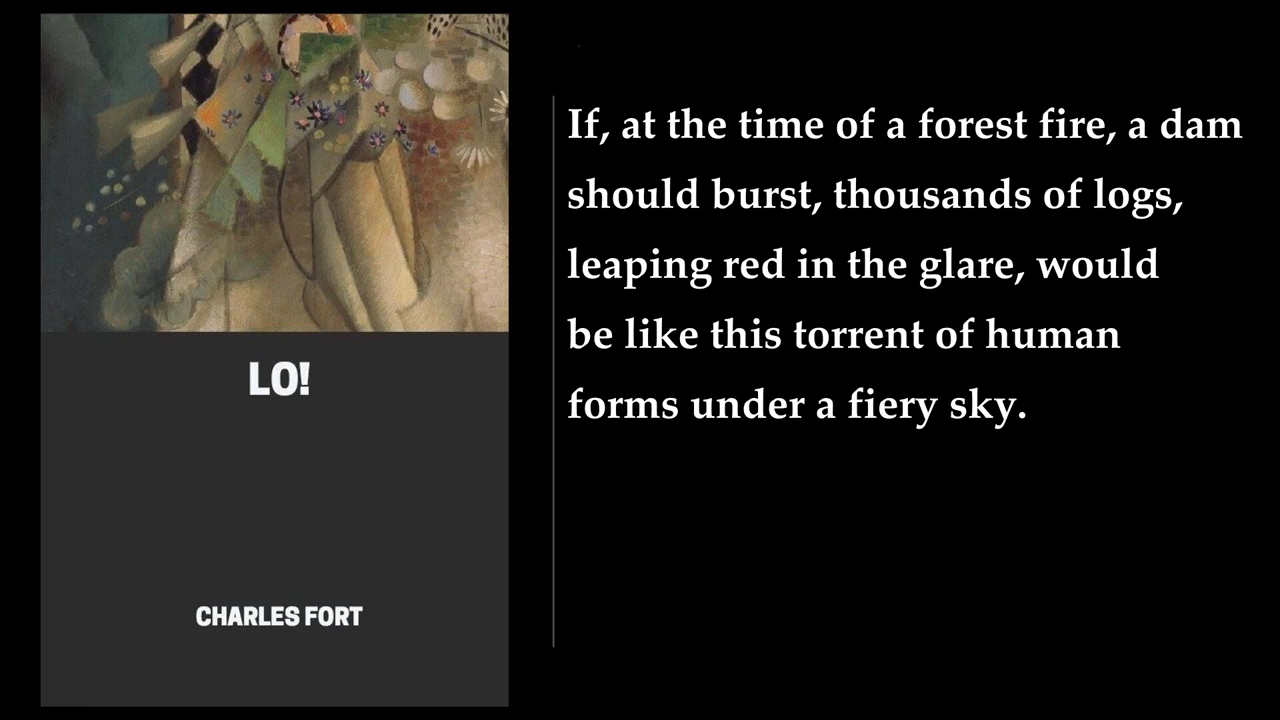 LO!
CHARLES FORT
If, at the time of a forest fire, a dam
should burst, thousands of logs,
leaping red in the glare, would
be like this torrent of human
forms under a fiery sky.